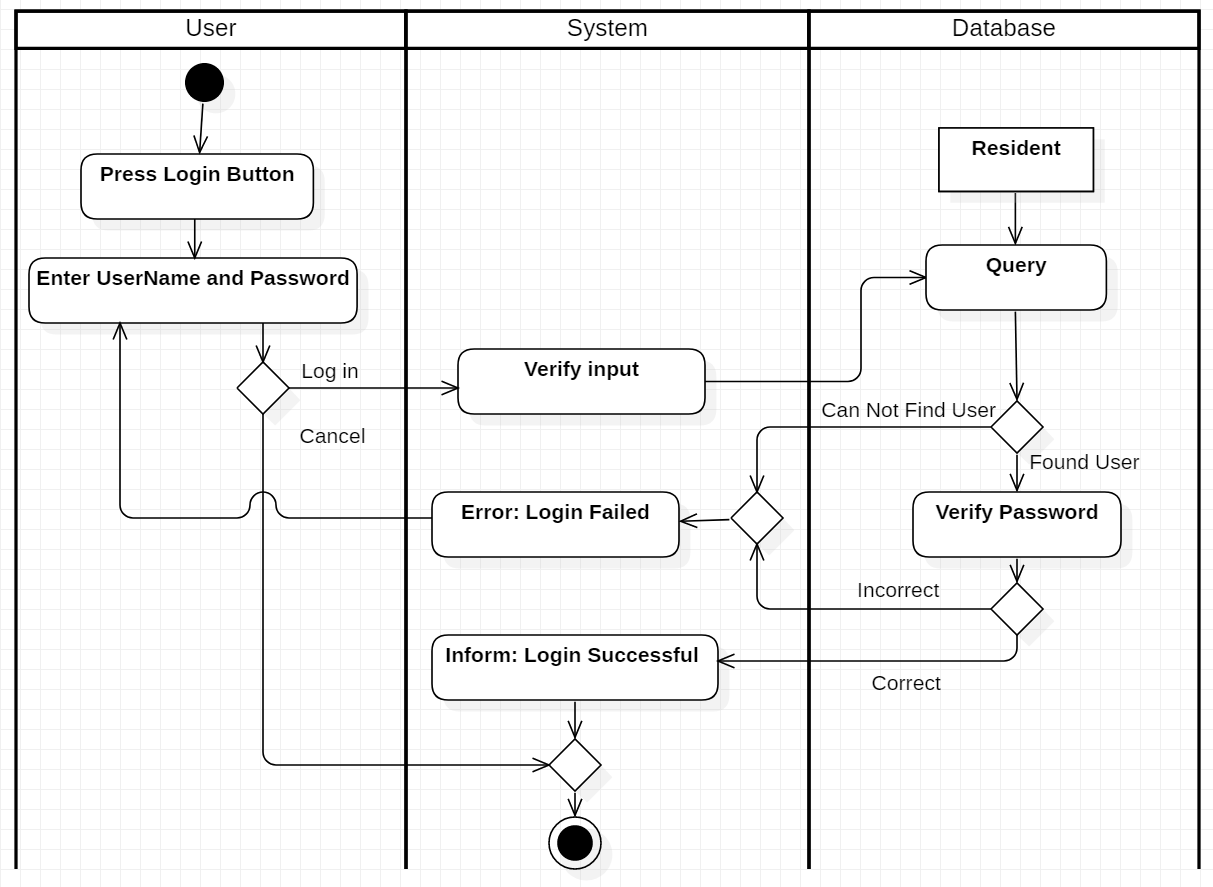 User
System
Database
Press Login Button
Resident
Enter UserName and Password
Query
Log in
Verify input
Can Not Find User
Cancel
Found User
Error: Login Failed
Verify Password
Incorrect
Inform: Login Successful
Correct